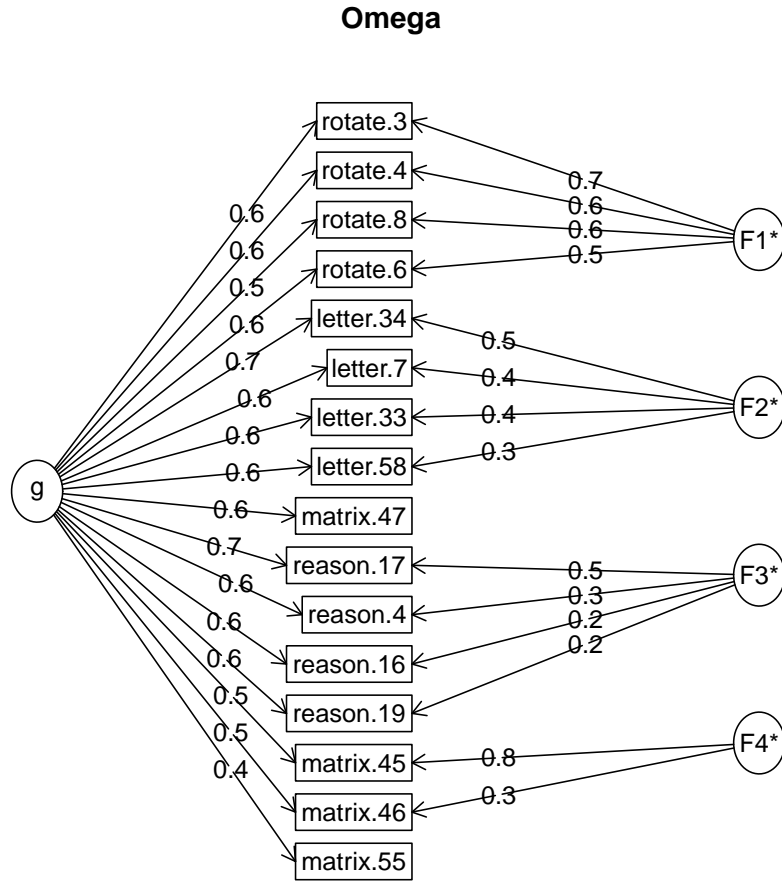 Omega
rotate.3
rotate.4
rotate.8
rotate.6
letter.34
letter.7
letter.33
letter.58
matrix.47
reason.17
reason.4
reason.16
reason.19
matrix.45
matrix.46
matrix.55
g
0.6
0.6
0.5
0.6
0.7
0.6
0.6
0.6
0.6
0.7
0.6
0.6
0.6
0.5
0.5
0.4
F1*
0.7
0.6
0.6
0.5
F2*
0.5
0.4
0.4
0.3
F3*
0.5
0.3
0.2
0.2
F4*
0.8
0.3